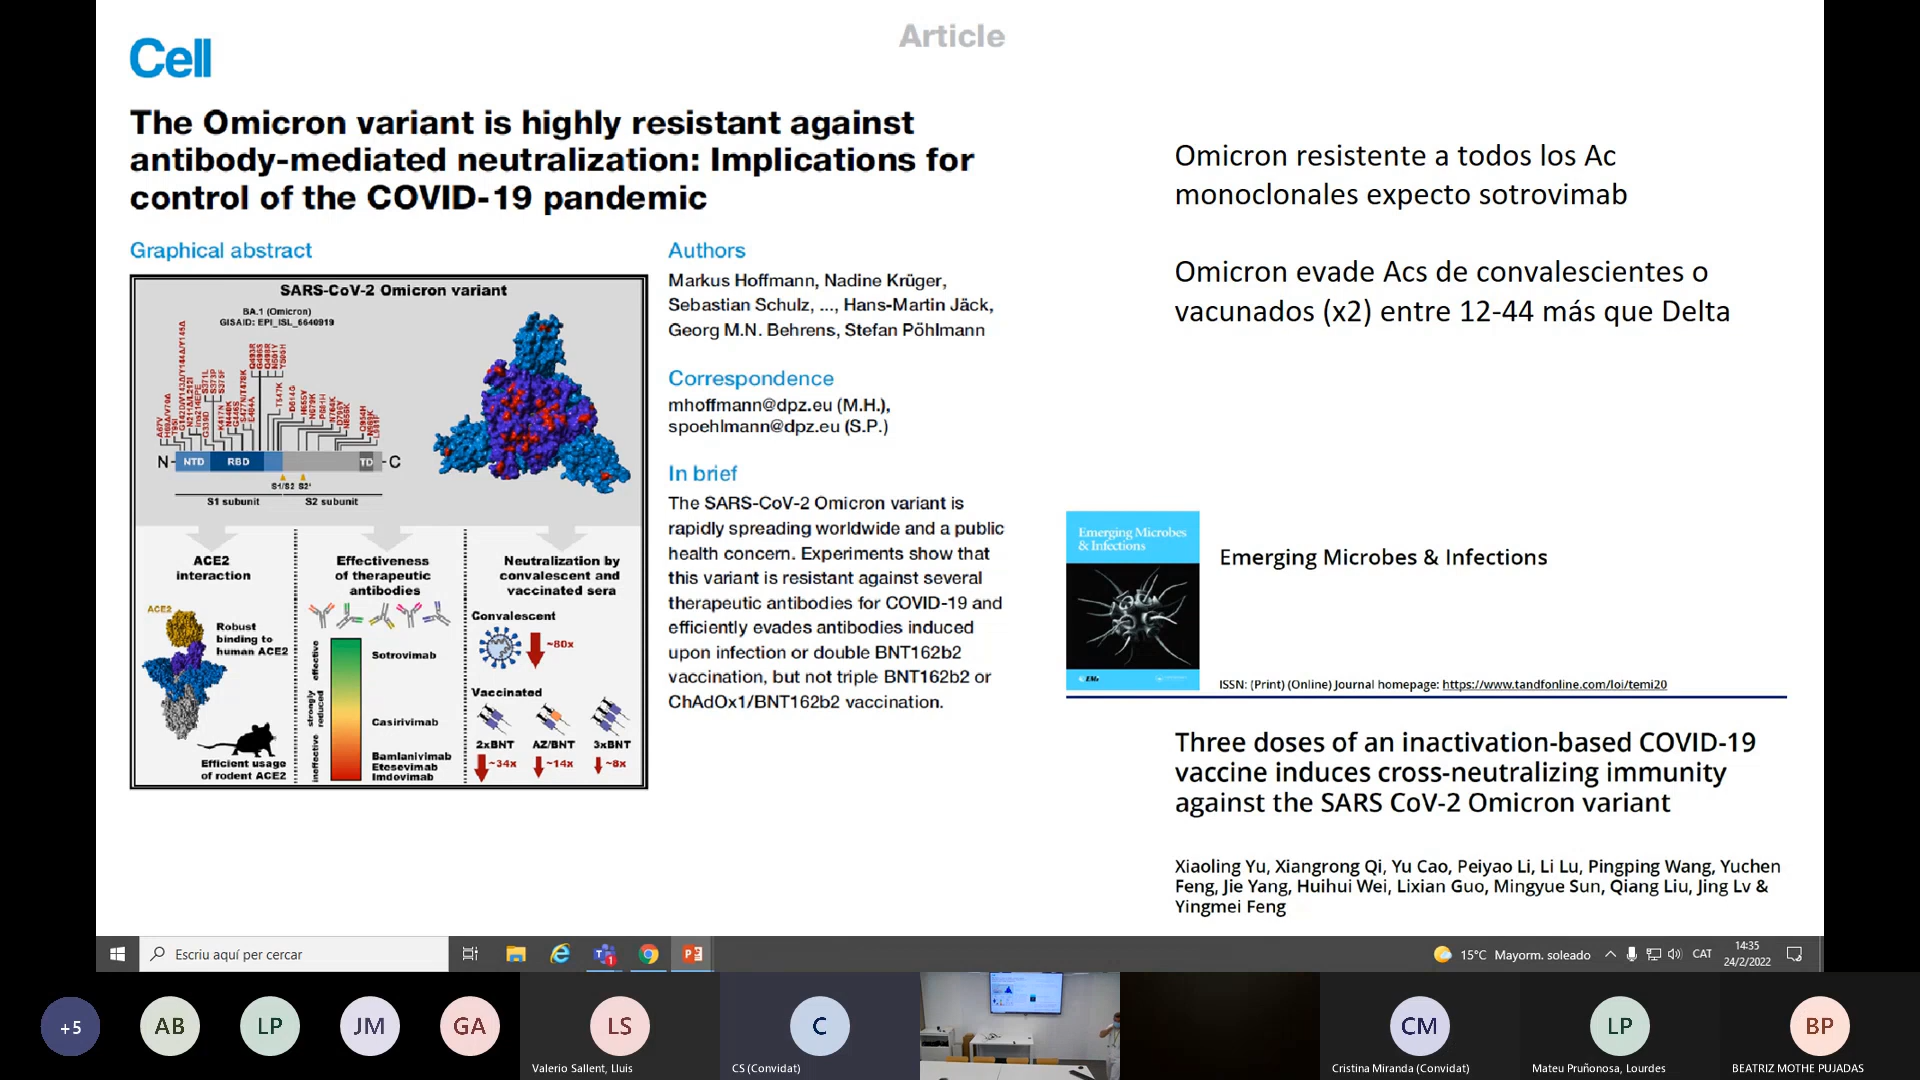 Article
Cell
The Omicron variant is highly resistant against
antibody-mediated neutralization: Implications for
control of the COVID-19 pandemic
Graphical abstract
SARS-CoV-2 Omicron variant
BA.1 (Omicron)
GISAID: EPI_ISL_6640919
N
NTD
RBD
TD
C
S1/S2 S2'
S1 subunit
S2 subunit
ACE2
interaction
ACE2
Robust
binding to
human ACE2
Efficient usage
of rodent ACE2
Effectiveness
of therapeutic
antibodies
effective
strongly
reduced
ineffective
Sotrovimab
Casirivimab
Bamlanivimab
Etesevimab
Imdevimab
Neutralization by
convalescent and
vaccinated sera
Convalescent
~80x
Vaccinated
2xBNT AZ/BNT 3xBNT
~34x ~14x ~8x
Authors
Markus Hoffmann, Nadine Krüger,
Sebastian Schulz, ..., Hans-Martin Jäck,
Georg M.N. Behrens, Stefan Pöhlmann
Correspondence
mhoffmann@dpz.eu (M.H.),
spoehlmann@dpz.eu (S.P.)
In brief
The SARS-CoV-2 Omicron variant is
rapidly spreading worldwide and a public
health concern. Experiments show that
this variant is resistant against several
therapeutic antibodies for COVID-19 and
efficiently evades antibodies induced
upon infection or double BNT162b2
vaccination, but not triple BNT162b2 or
ChAdOx1/BNT162b2 vaccination.
Omicron resistente a todos los Ac
monoclonales expecto sotrovimab
Omicron evade Acs de convalescientes o
vacunados (x2) entre 12-44 más que Delta
Emerging Microbes
& Infections
Emerging Microbes & Infections
ISSN: (Print) (Online) Journal homepage: https://www.tandfonline.com/loi/temi20
Three doses of an inactivation-based COVID-19
vaccine induces cross-neutralizing immunity
against the SARS CoV-2 Omicron variant
Xiaoling Yu, Xiangrong Qi, Yu Cao, Peiyao Li, Li Lu, Pingping Wang, Yuchen
Feng, Jie Yang, Huihui Wei, Lixian Guo, Mingyue Sun, Qiang Liu, Jing Lv &
Yingmei Feng
Escriu aquí per cercar
15°C Mayorm. soleado
CAT
14:35
24/2/2022
+5
AB
LP
JM
GA
LS
Valerio Sallent, Lluis
C
CS (Convidat)
CM
Cristina Miranda (Convidat)
LP
Mateu Pruñonosa, Lourdes
BP
BEATRIZ MOTHE PUJADAS